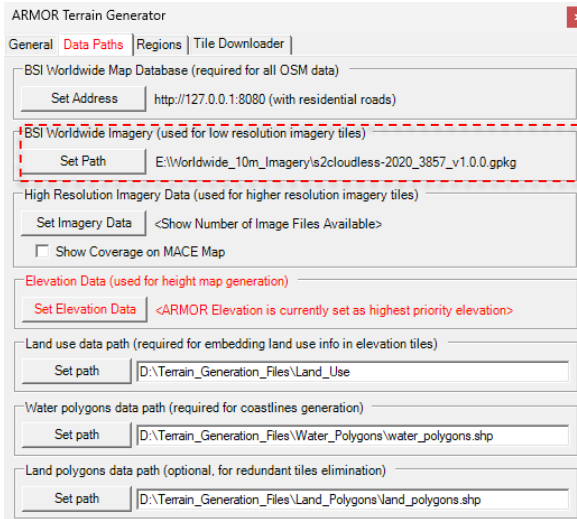 ARMOR Terrain Generator
General Data Paths Regions Tile Downloader
BSI Worldwide Map Database (required for all OSM data)
Set Address http://127.0.0.1:8080 (with residential roads)
BSI Worldwide Imagery (used for low resolution imagery tiles)
Set Path E:\Worldwide_10m_Imagery\s2cloudless-2020_3857_v1.0.0.gpkg
High Resolution Imagery Data (used for higher resolution imagery tiles)
Set Imagery Data <Show Number of Image Files Available>
Show Coverage on MACE Map
Elevation Data (used for height map generation)
Set Elevation Data <ARMOR Elevation is currently set as highest priority elevation>
Land use data path (required for embedding land use info in elevation tiles)
Set path D:\Terrain_Generation_Files\Land_Use
Water polygons data path (required for coastlines generation)
Set path D:\Terrain_Generation_Files\Water_Polygons\water_polygons.shp
Land polygons data path (optional, for redundant tiles elimination)
Set path D:\Terrain_Generation_Files\Land_Polygons\land_polygons.shp